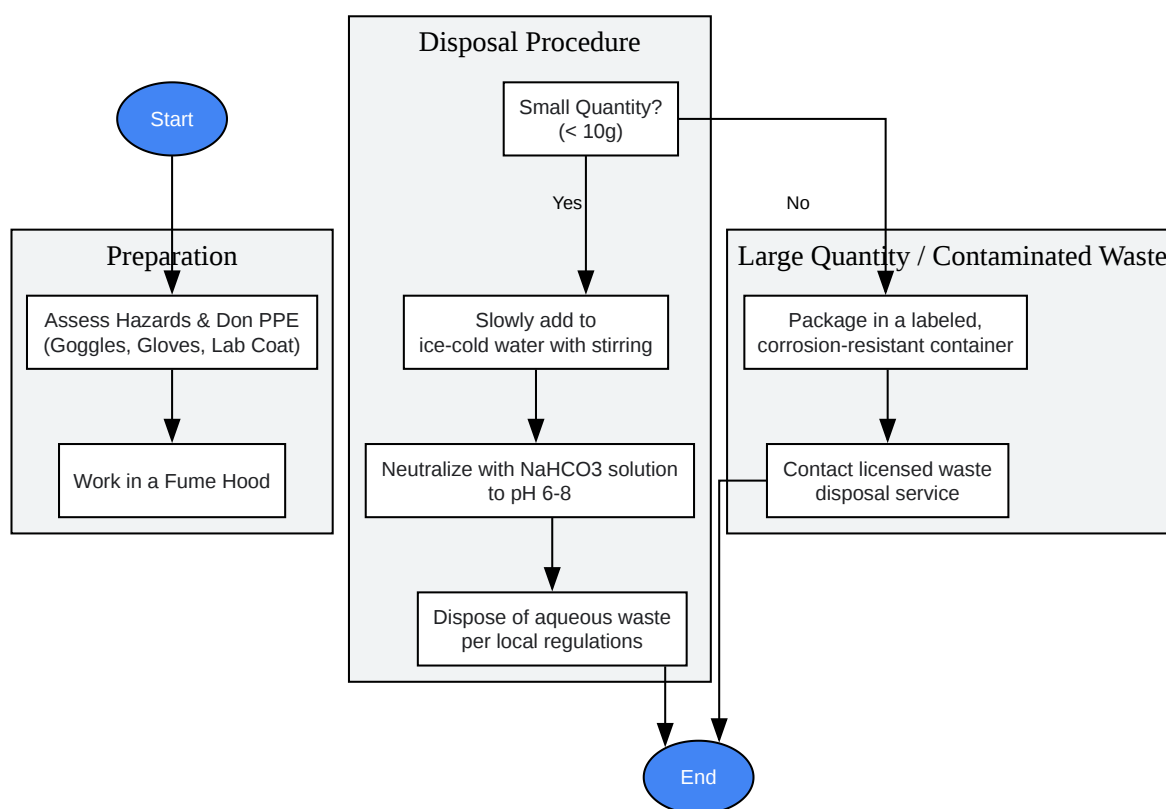 Start
Preparation
Assess Hazards & Don PPE
(Goggles, Gloves, Lab Coat)
Work in a Fume Hood
Disposal Procedure
Small Quantity?
(< 10g)
Yes
No
Slowly add to
ice-cold water with stirring
Neutralize with NaHCO3 solution
to pH 6-8
Dispose of aqueous waste
per local regulations
Large Quantity / Contaminated Waste
Package in a labeled,
corrosion-resistant container
Contact licensed waste
disposal service
End